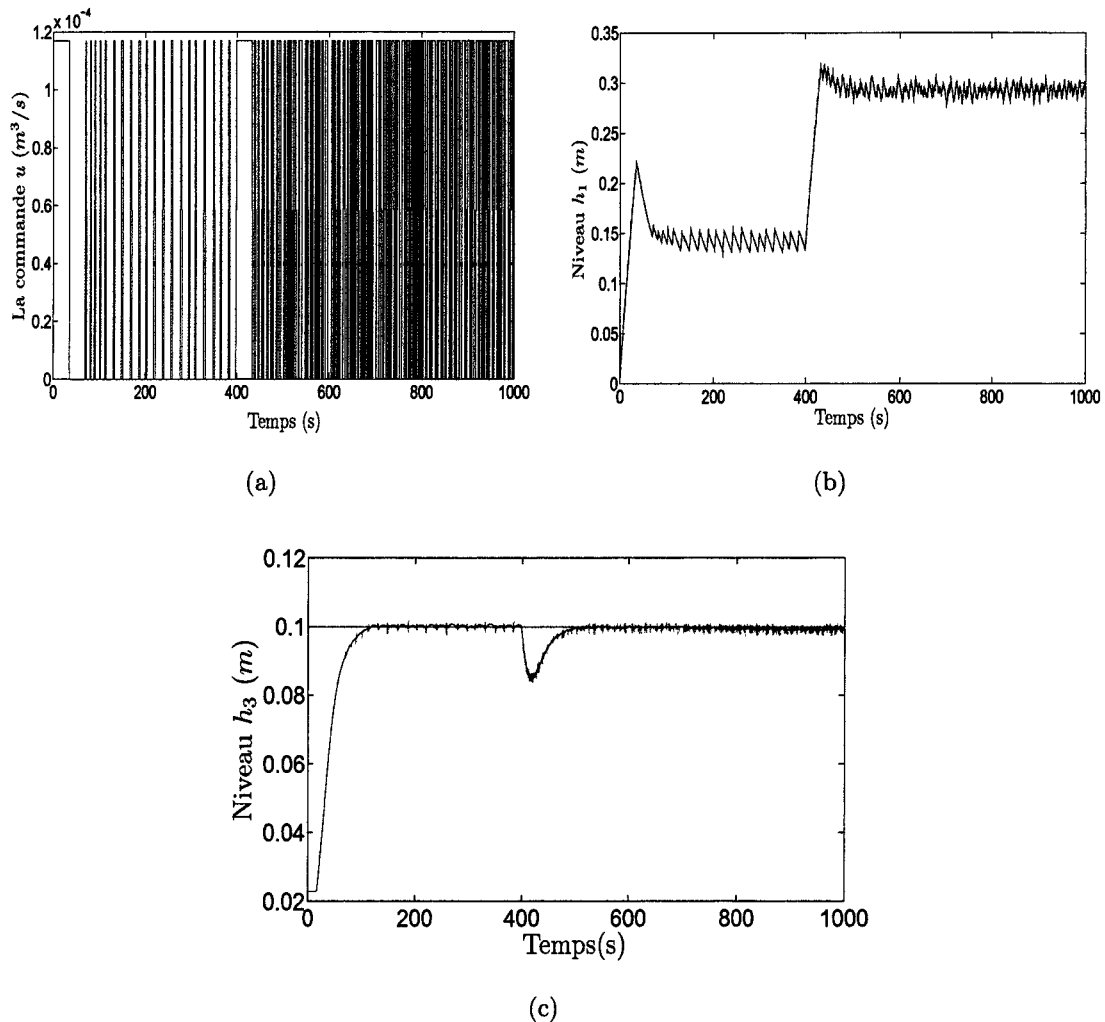 1.2 x 10⁻⁴
1
0.8
0.6
0.4
0.2
0
La commande u (m³/s)
0 200 400 600 800 1000
Temps (s)
(a)
0.35
0.3
0.25
0.2
0.15
0.1
0.05
0
Niveau h₁ (m)
0 200 400 600 800 1000
Temps (s)
(b)
0.12
0.1
0.08
0.06
0.04
0.02
Niveau h₃ (m)
0 200 400 600 800 1000
Temps(s)
(c)